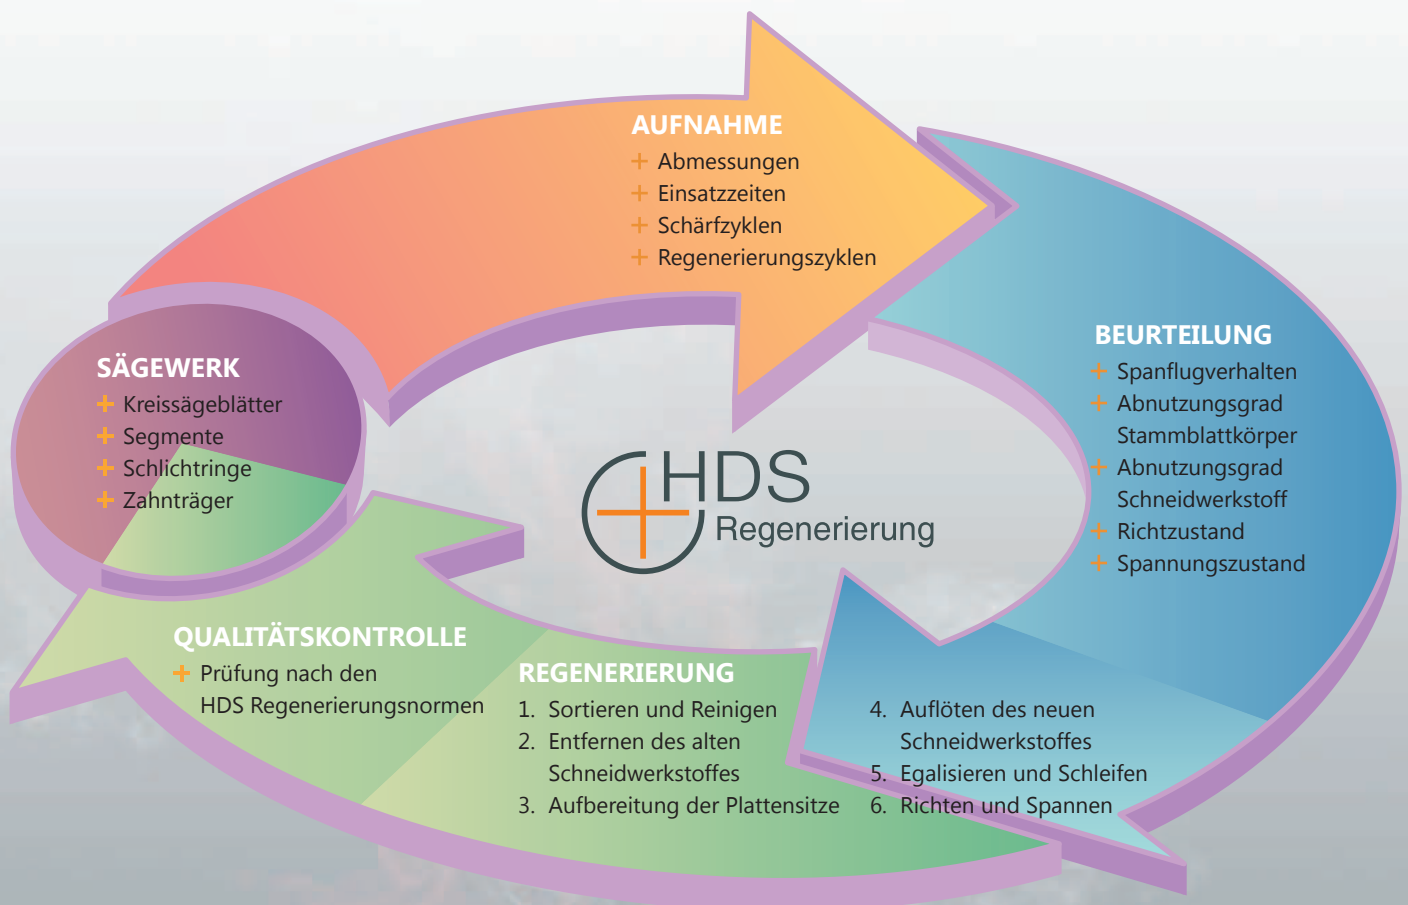 AUFNAHME
+ Abmessungen
+ Einsatzzeiten
+ Schärfzyklen
+ Regenerierungszyklen
BEURTEILUNG
+ Spanflugverhalten
+ Abnutzungsgrad
Stammblattkörper
+ Abnutzungsgrad
Schneidwerkstoff
+ Richtzustand
+ Spannungszustand
SÄGEWERK
+ Kreissägeblätter
+ Segmente
+ Schlichtringe
+ Zahnträger
HDS
Regenerierung
QUALITÄTSKONTROLLE
+ Prüfung nach den
HDS Regenerierungsnormen
REGENERIERUNG
1. Sortieren und Reinigen
2. Entfernen des alten
Schneidwerkstoffes
3. Aufbereitung der Plattensitze
4. Auflöten des neuen
Schneidwerkstoffes
5. Egalisieren und Schleifen
6. Richten und Spannen